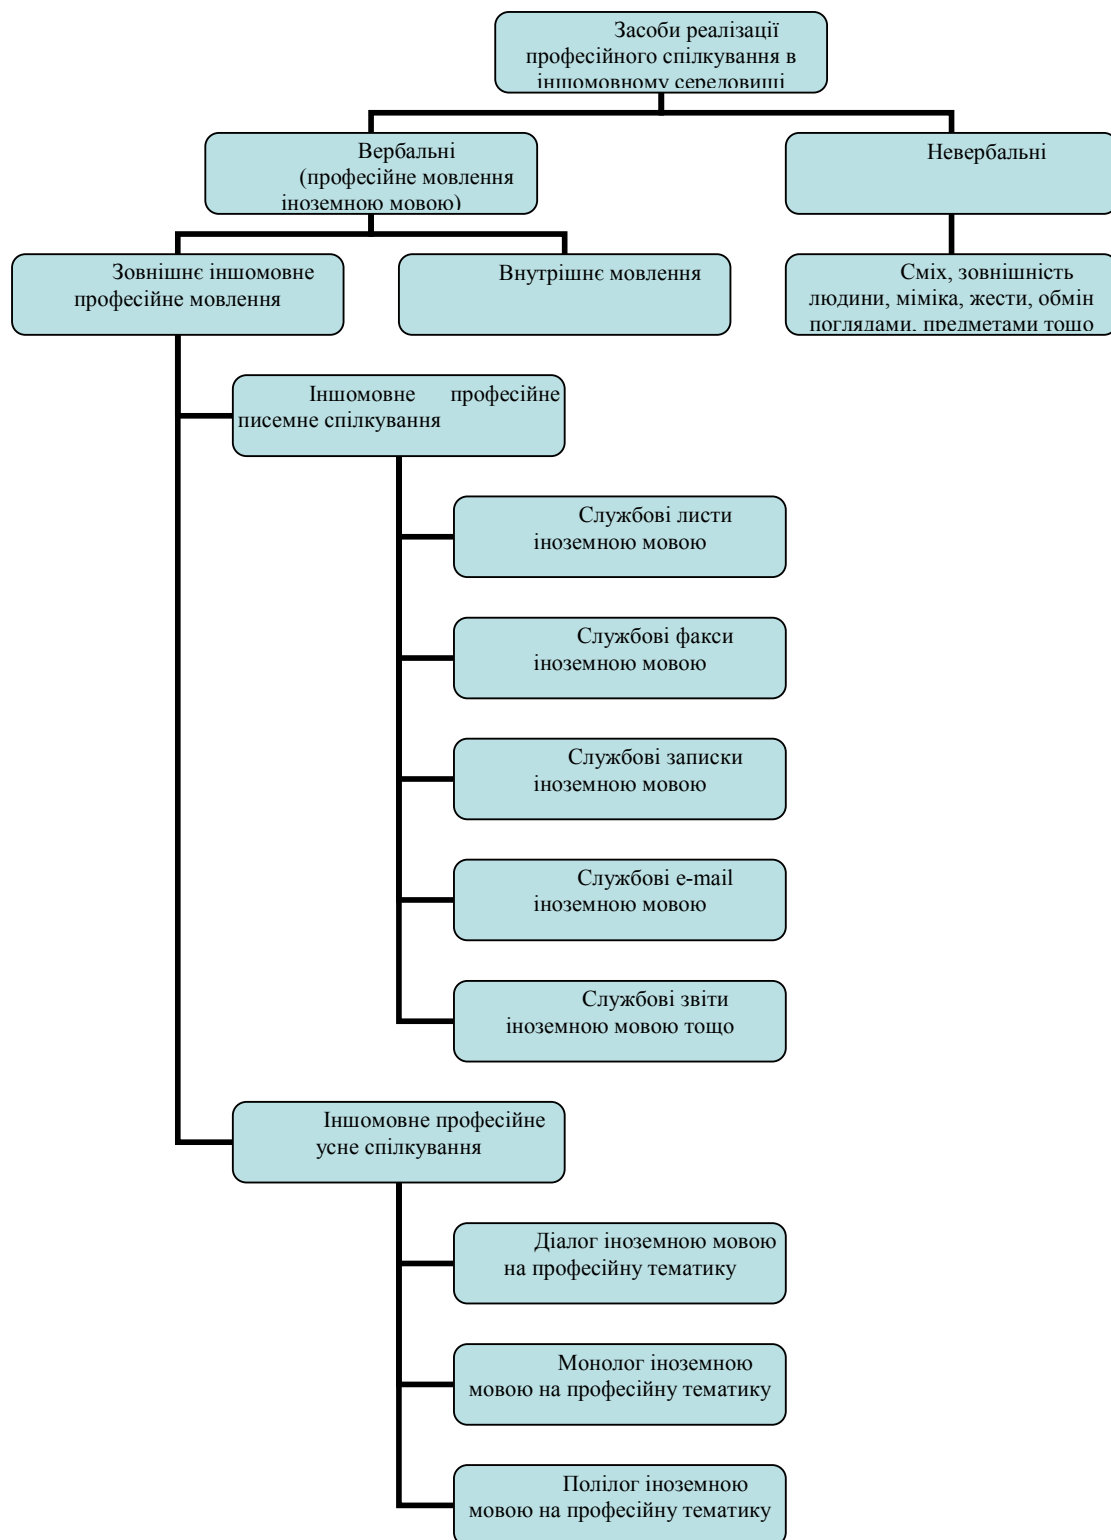 Засоби реалізації
професійного спілкування в
іншомовному середовищі
Вербальні
(професійне мовлення
іноземною мовою)
Невербальні
Зовнішнє іншомовне
професійне мовлення
Внутрішнє мовлення
Сміх, зовнішність
людини, міміка, жести, обмін
поглядами, предметами тощо
Іншомовне професійне
писемне спілкування
Службові листи
іноземною мовою
Службові факси
іноземною мовою
Службові записки
іноземною мовою
Службові e-mail
іноземною мовою
Службові звіти
іноземною мовою тощо
Іншомовне професійне
усне спілкування
Діалог іноземною мовою
на професійну тематику
Монолог іноземною
мовою на професійну тематику
Полілог іноземною
мовою на професійну тематику